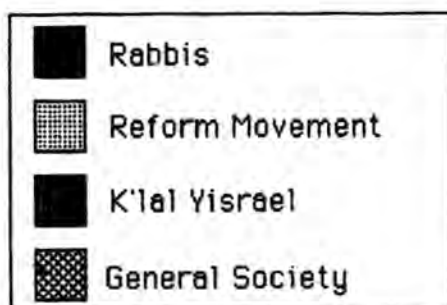 Rabbis
Reform Movement
K'lal Yisrael
General Society